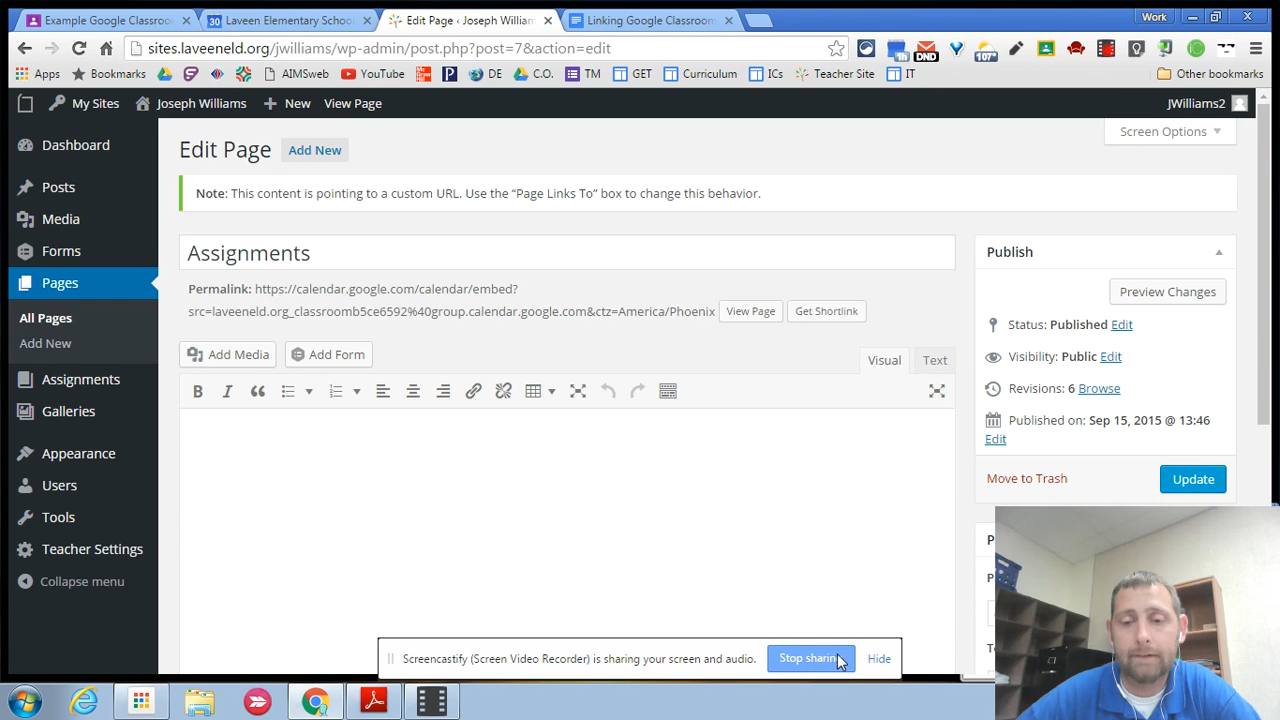 Example Google Classroo
30 Laveen Elementary School
Edit Page ‹ Joseph William
Linking Google Classroom
Work
sites.laveeneld.org/jwilliams/wp-admin/post.php?post=7&action=edit
1h
DND
107°
Apps
Bookmarks
AIMSweb
YouTube
DE
C.O.
TM
GET
Curriculum
ICs
Teacher Site
IT
Other bookmarks
My Sites
Joseph Williams
New
View Page
JWilliams2
Screen Options
Dashboard
Posts
Media
Forms
Pages
All Pages
Add New
Assignments
Galleries
Appearance
Users
Tools
Teacher Settings
Collapse menu
Edit Page
Add New
Note: This content is pointing to a custom URL. Use the “Page Links To” box to change this behavior.
Assignments
Permalink: https://calendar.google.com/calendar/embed?
src=laveeneld.org_classroomb5ce6592%40group.calendar.google.com&ctz=America/Phoenix View Page Get Shortlink
Add Media
Add Form
Visual Text
B I
Publish
Preview Changes
Status: Published Edit
Visibility: Public Edit
Revisions: 6 Browse
Published on: Sep 15, 2015 @ 13:46
Edit
Move to Trash
Update
Screencastify (Screen Video Recorder) is sharing your screen and audio.
Stop sharing
Hide